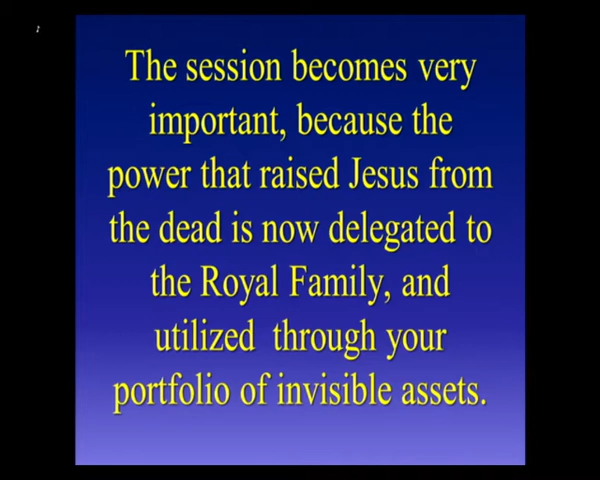 The session becomes very
important, because the
power that raised Jesus from
the dead is now delegated to
the Royal Family, and
utilized through your
portfolio of invisible assets.